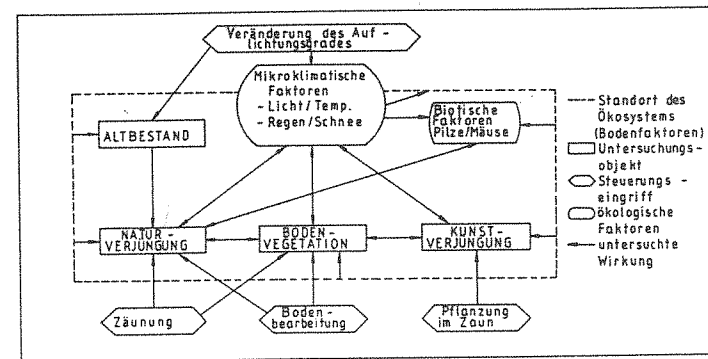 Veränderung des Auf-
lichtungsgrades
Mikroklimatische
Faktoren
- Licht/Temp.
- Regen/Schnee
Biotische
Faktoren
Pilze/Mäuse
ALTBESTAND
NATUR-
VERJÜNGUNG
BODEN-
VEGETATION
KUNST-
VERJÜNGUNG
Zäunung
Boden-
bearbeitung
Pflanzung
im Zaun
Standort des
Ökosystems
(Bodenfaktoren)
Untersuchungs-
objekt
Steuerungs-
eingriff
ökologische
Faktoren
untersuchte
Wirkung